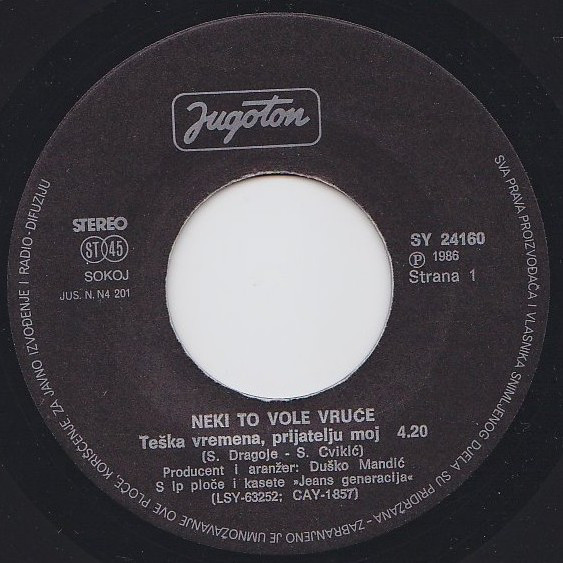 Jugoton
STEREO
ST 45
SOKOJ
JUS. N. N4 201
SY 24160
Ⓟ 1986
Strana 1
NEKI TO VOLE VRUĆE
Teška vremena, prijatelju moj 4.20
(S. Dragoje - S. Cvikić)
Producent i aranžer: Duško Mandić
S lp ploče i kasete »Jeans generacija«
(LSY-63252; CAY-1857)
SVA PRAVA PROIZVOĐAČA I VLASNIKA SNIMLJENOG DJELA SU PRIDRŽANA - ZABRANJENO JE UMNOŽAVANJE OVE PLOČE, KORIŠĆENJE ZA JAVNO IZVOĐENJE I RADIO-DIFUZIJU